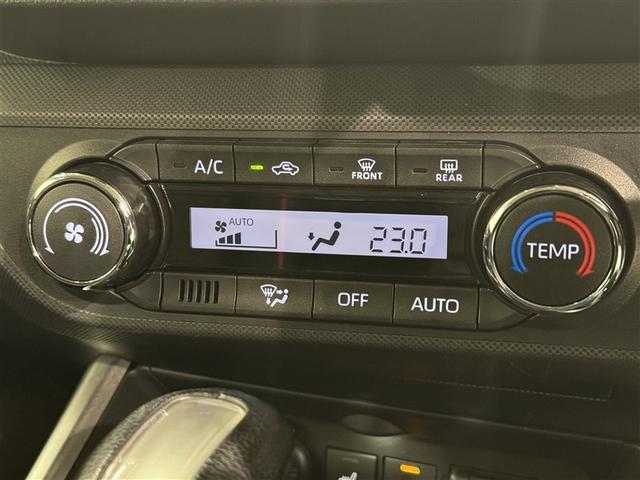 A/C
FRONT
REAR
AUTO
23.0
TEMP
OFF
AUTO